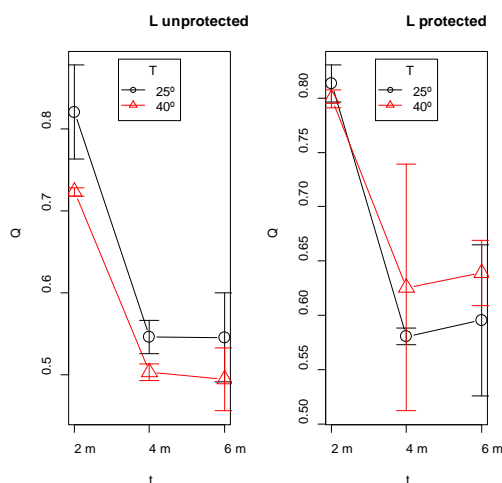 L unprotected
T
25º
40º
0.8
0.7
0.6
0.5
Q
2 m 4 m 6 m
t
L protected
T
25º
40º
0.80
0.75
0.70
0.65
0.60
0.55
0.50
Q
2 m 4 m 6 m
t